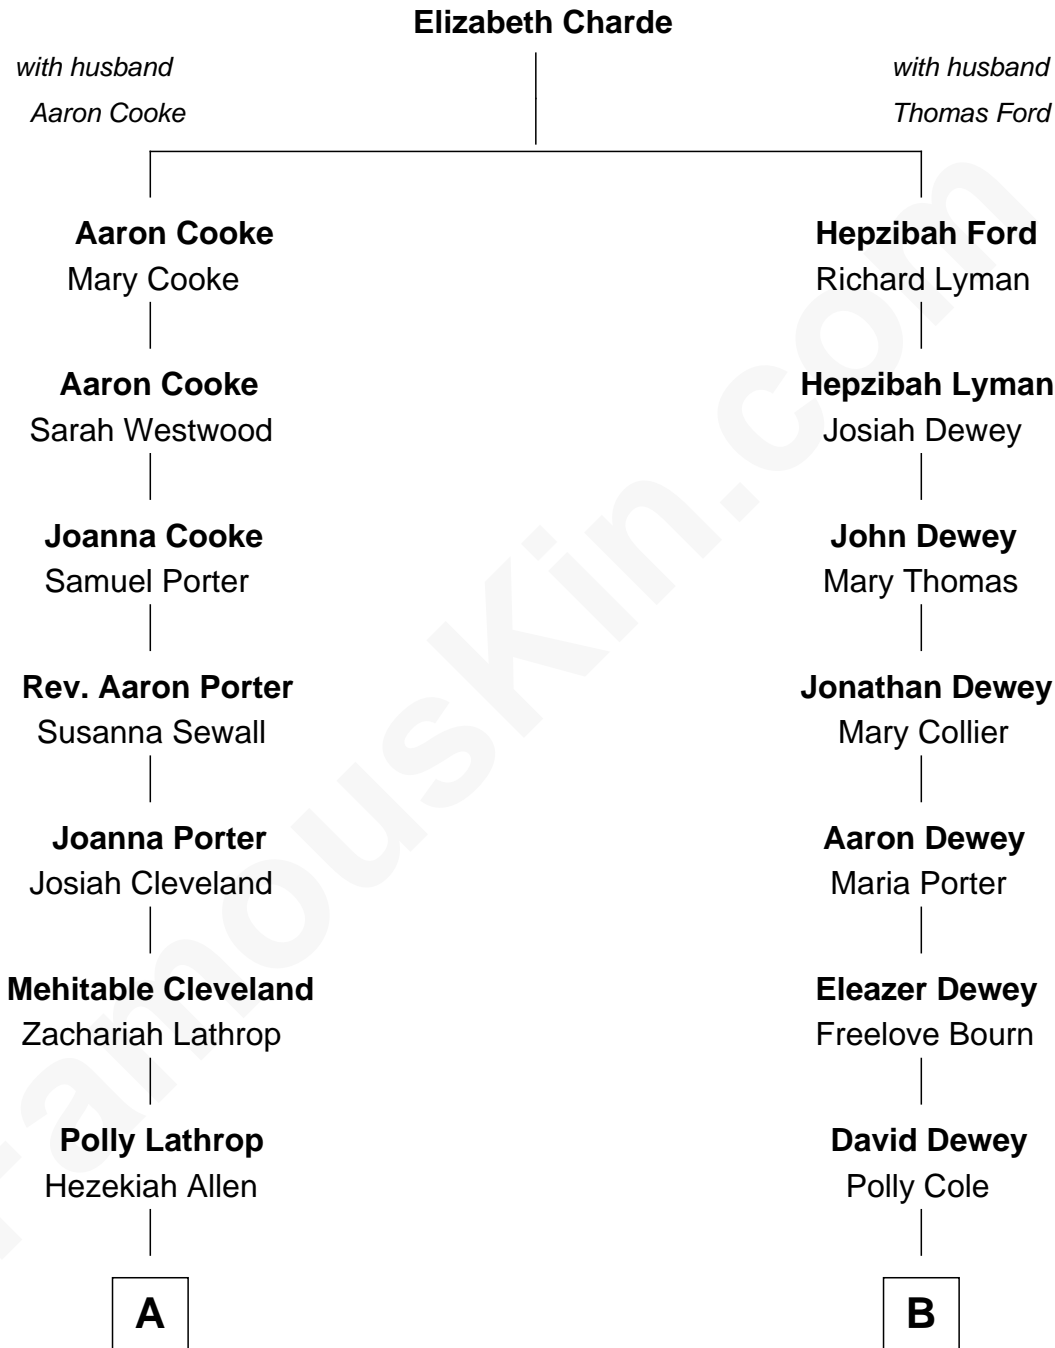 Elizabeth Charde
with husband
Aaron Cooke
with husband
Thomas Ford
Aaron Cooke
Mary Cooke
Hepzibah Ford
Richard Lyman
Aaron Cooke
Sarah Westwood
Hepzibah Lyman
Josiah Dewey
Joanna Cooke
Samuel Porter
John Dewey
Mary Thomas
Rev. Aaron Porter
Susanna Sewall
Jonathan Dewey
Mary Collier
Joanna Porter
Josiah Cleveland
Aaron Dewey
Maria Porter
Mehitable Cleveland
Zachariah Lathrop
Eleazer Dewey
Freelove Bourn
Polly Lathrop
Hezekiah Allen
David Dewey
Polly Cole
A
B
FamousKin.com